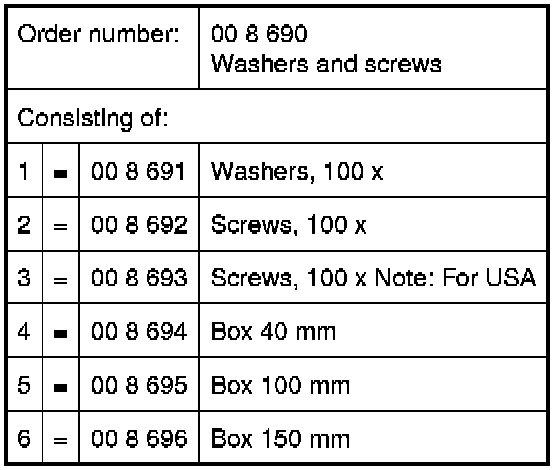 Order number: 00 8 690
Washers and screws
Consisting of:
1 = 00 8 691 Washers, 100 x
2 = 00 8 692 Screws, 100 x
3 = 00 8 693 Screws, 100 x Note: For USA
4 = 00 8 694 Box 40 mm
5 = 00 8 695 Box 100 mm
6 = 00 8 696 Box 150 mm